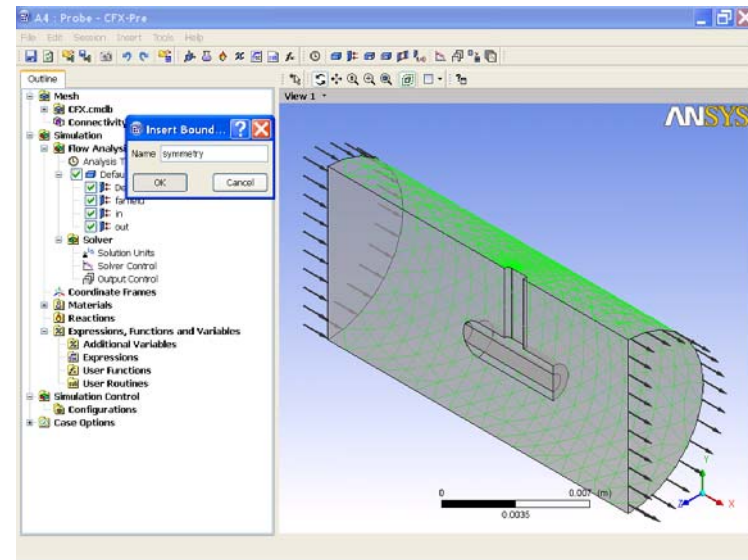 A4 : Probe - CFX-Pre
File Edit Session Insert Tools Help
Outline
View 1
ANSYS
Mesh
CFX.cmdb
Connectivity
Simulation
Flow Analysi
Analysis T
Defau
De
farfield
in
out
Solver
Solution Units
Solver Control
Output Control
Coordinate Frames
Materials
Reactions
Expressions, Functions and Variables
Additional Variables
Expressions
User Functions
User Routines
Simulation Control
Configurations
Case Options
Insert Bound...
Name symmetry
OK Cancel
0 0.007 (m)
0.0035
Y
Z X